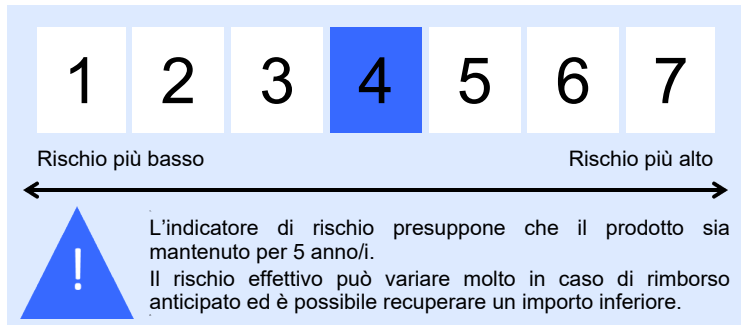 1 2 3 4 5 6 7
Rischio più basso Rischio più alto
!
L'indicatore di rischio presuppone che il prodotto sia
mantenuto per 5 anno/i.
Il rischio effettivo può variare molto in caso di rimborso
anticipato ed è possibile recuperare un importo inferiore.